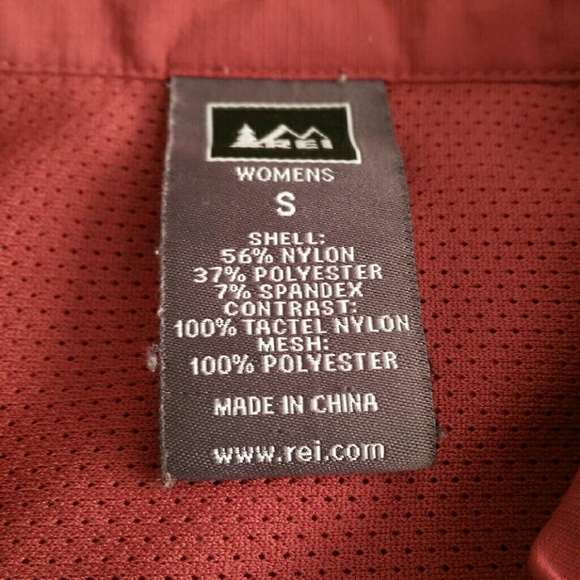 REI
WOMENS
S
SHELL:
56% NYLON
37% POLYESTER
7% SPANDEX
CONTRAST:
100% TACTEL NYLON
MESH:
100% POLYESTER
MADE IN CHINA
www.rei.com